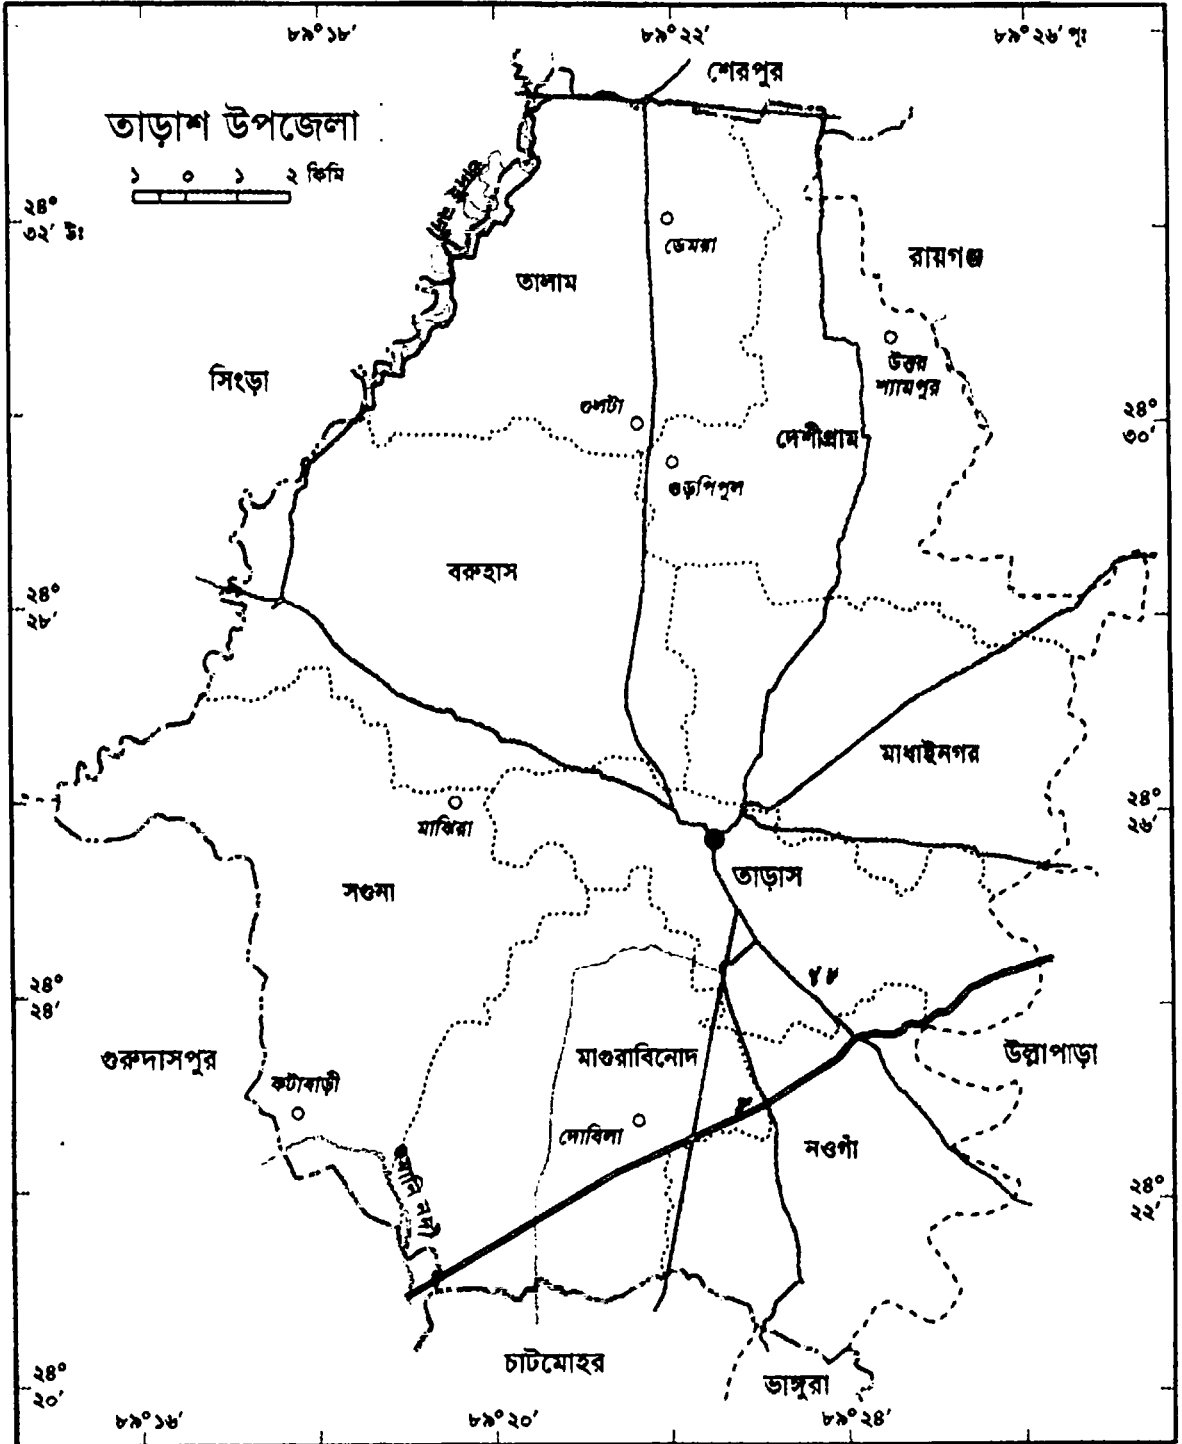 ৮৯°১৮′ ৮৯°২২′ ৮৯°২৬′ পূঃ
শেরপুর
তাড়াশ উপজেলা
১ ০ ১ ২ কিমি
২৪°
৩২′ উঃ
ডেমরা
রায়গঞ্জ
তালাম
উত্তর
শ্যামপুর
সিংড়া
গুলটা
২৪°
৩০′
দেশীগ্রাম
গুড়পিপুল
বরুহাস
২৪°
২৮′
মাধাইনগর
২৪°
২৬′
মাঝিরা
তাড়াস
সগুনা
২৪°
২৪′
গুরুদাসপুর
মাগুরাবিনোদ
উল্লাপাড়া
কাটাবাড়ী
দোবিলা
নওগাঁ
২৪°
২২′
চাটমোহর
ভাঙ্গুরা
২৪°
২০′
৮৯°১৬′ ৮৯°২০′ ৮৯°২৪′